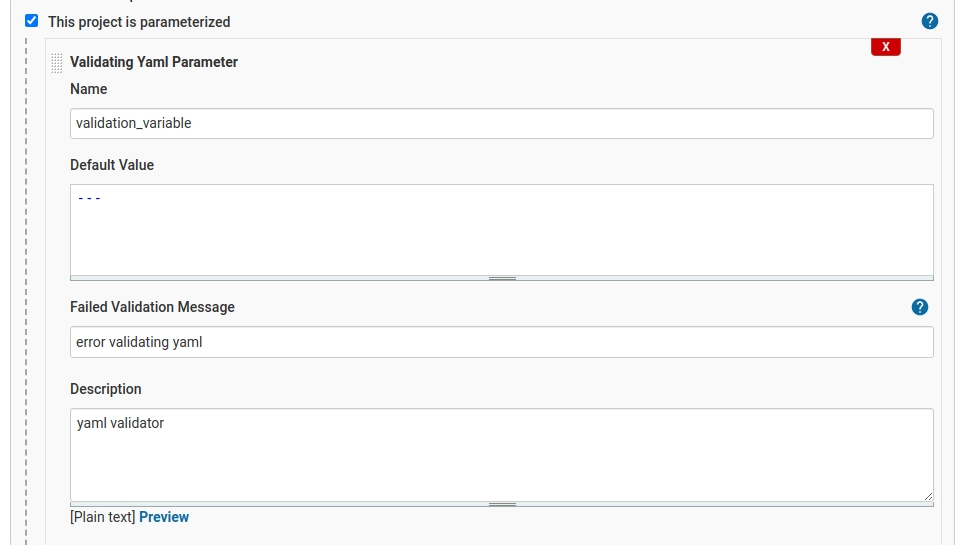 This project is parameterized
?
X
Validating Yaml Parameter
Name
validation_variable
Default Value
---
Failed Validation Message
?
error validating yaml
Description
yaml validator
[Plain text] Preview